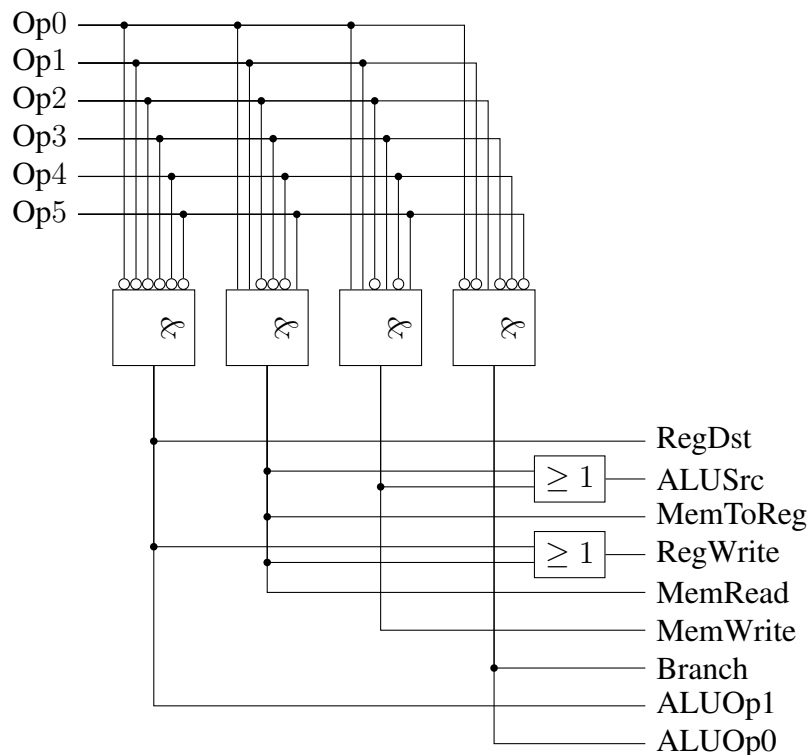 Op0
Op1
Op2
Op3
Op4
Op5
& & & &
RegDst
≥ 1 ALUSrc
MemToReg
≥ 1 RegWrite
MemRead
MemWrite
Branch
ALUOp1
ALUOp0